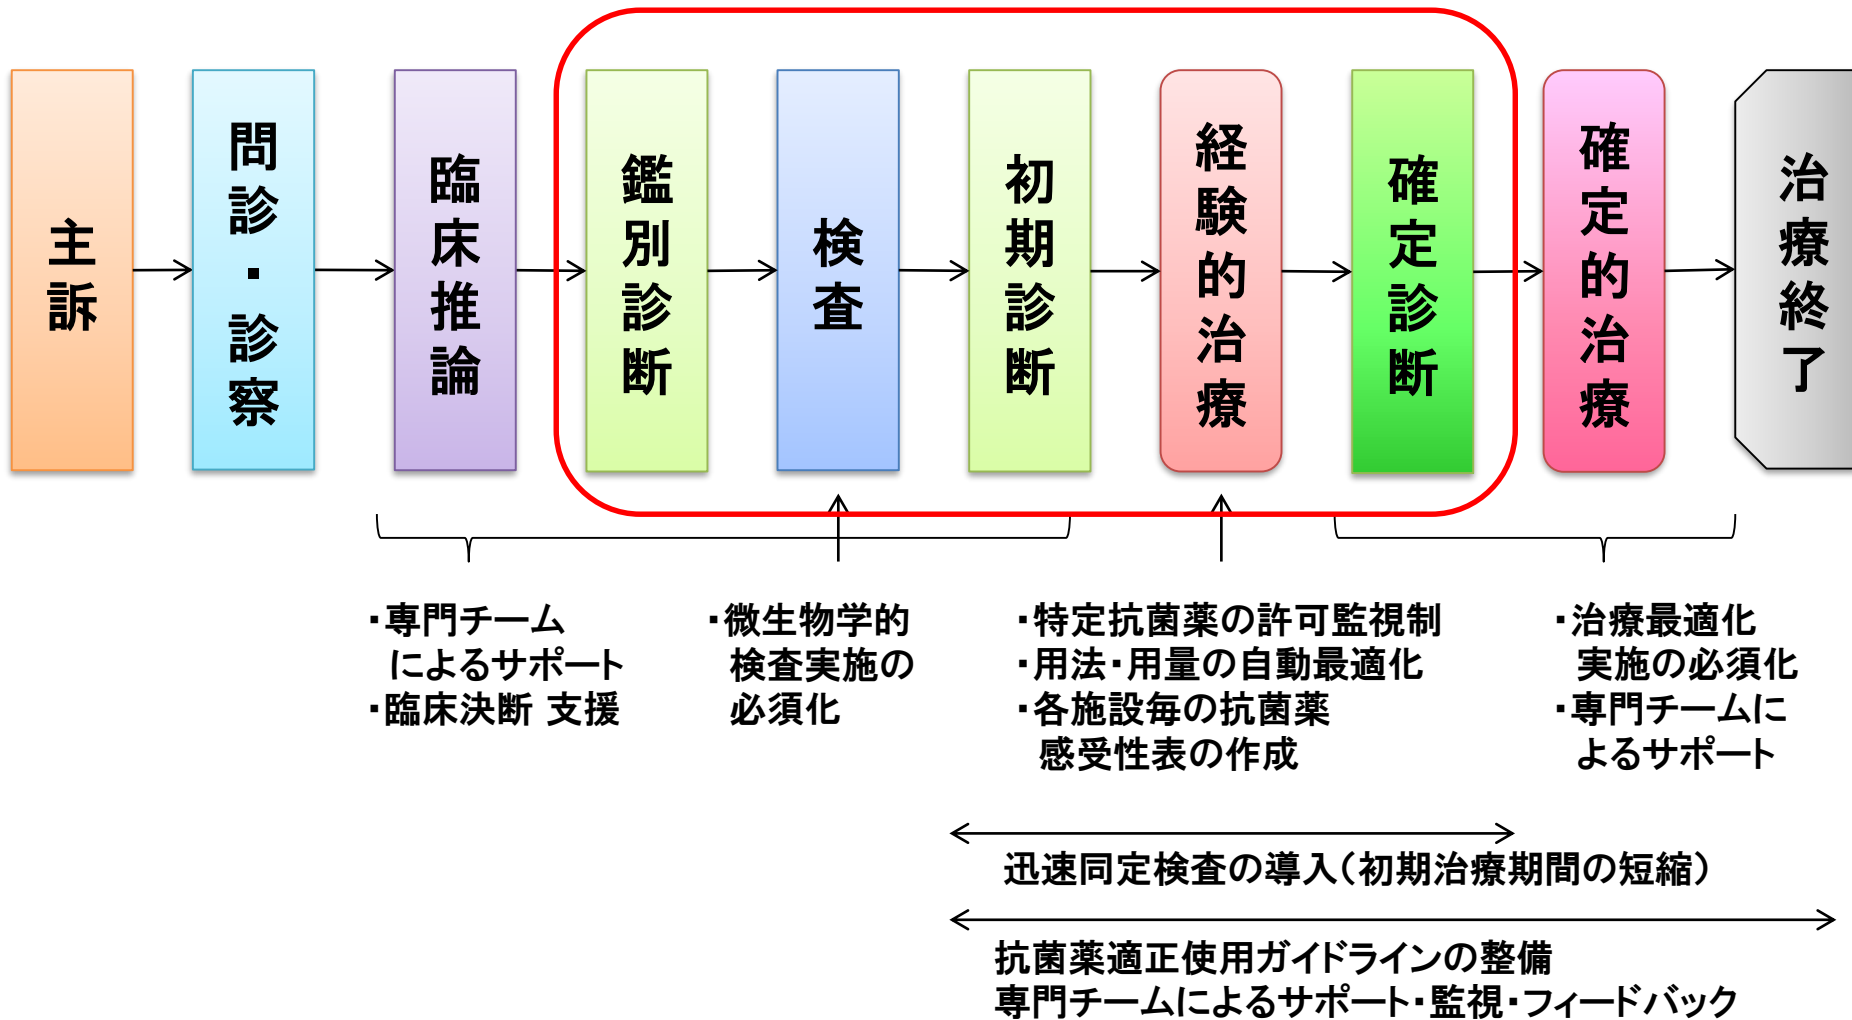 主訴
問診・診察
臨床推論
鑑別診断
検査
初期診断
経験的治療
確定診断
確定的治療
治療終了
・専門チーム
によるサポート
・臨床決断 支援
・微生物学的
検査実施の
必須化
・特定抗菌薬の許可監視制
・用法・用量の自動最適化
・各施設毎の抗菌薬
感受性表の作成
・治療最適化
実施の必須化
・専門チームに
よるサポート
迅速同定検査の導入（初期治療期間の短縮）
抗菌薬適正使用ガイドラインの整備
専門チームによるサポート・監視・フィードバック